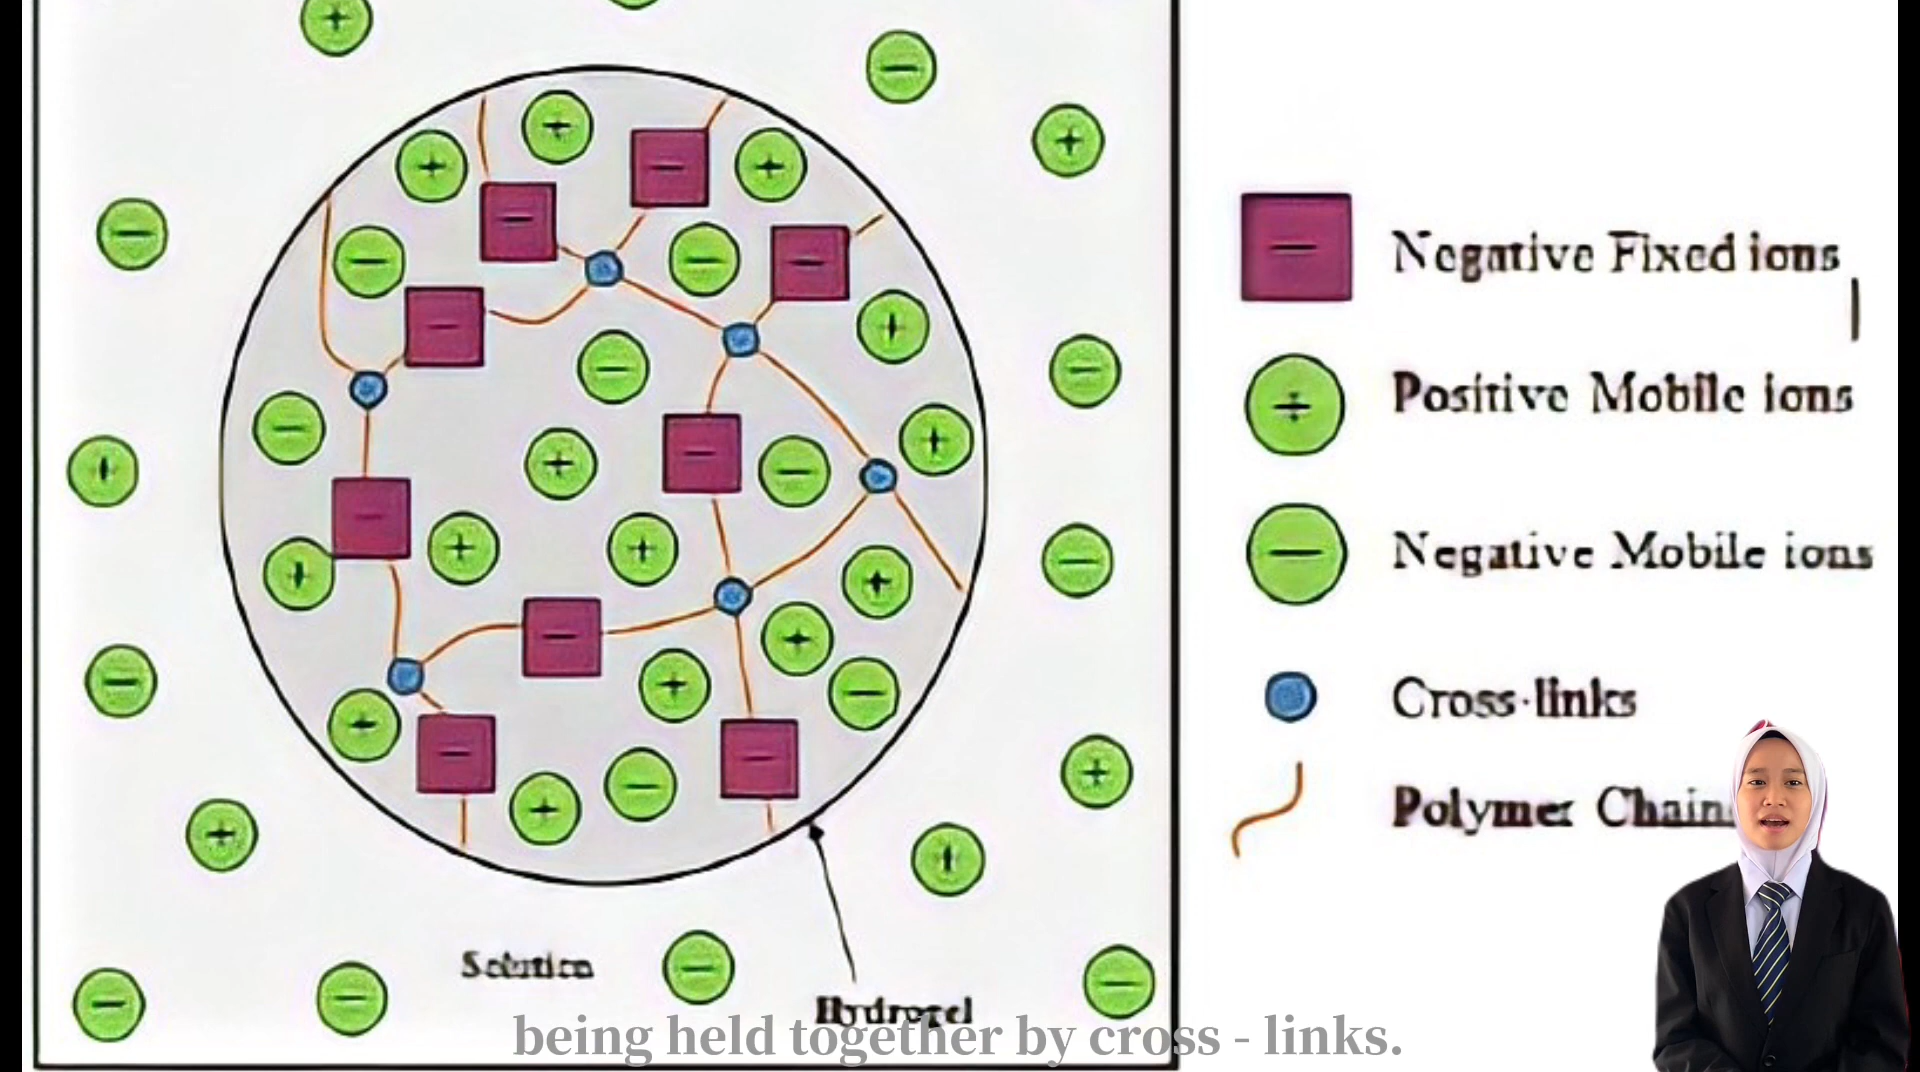 Negative Fixed ions
Positive Mobile ions
Negative Mobile ions
Cross-links
Polymer Chains
Solution
Hydrogel
being held together by cross - links.